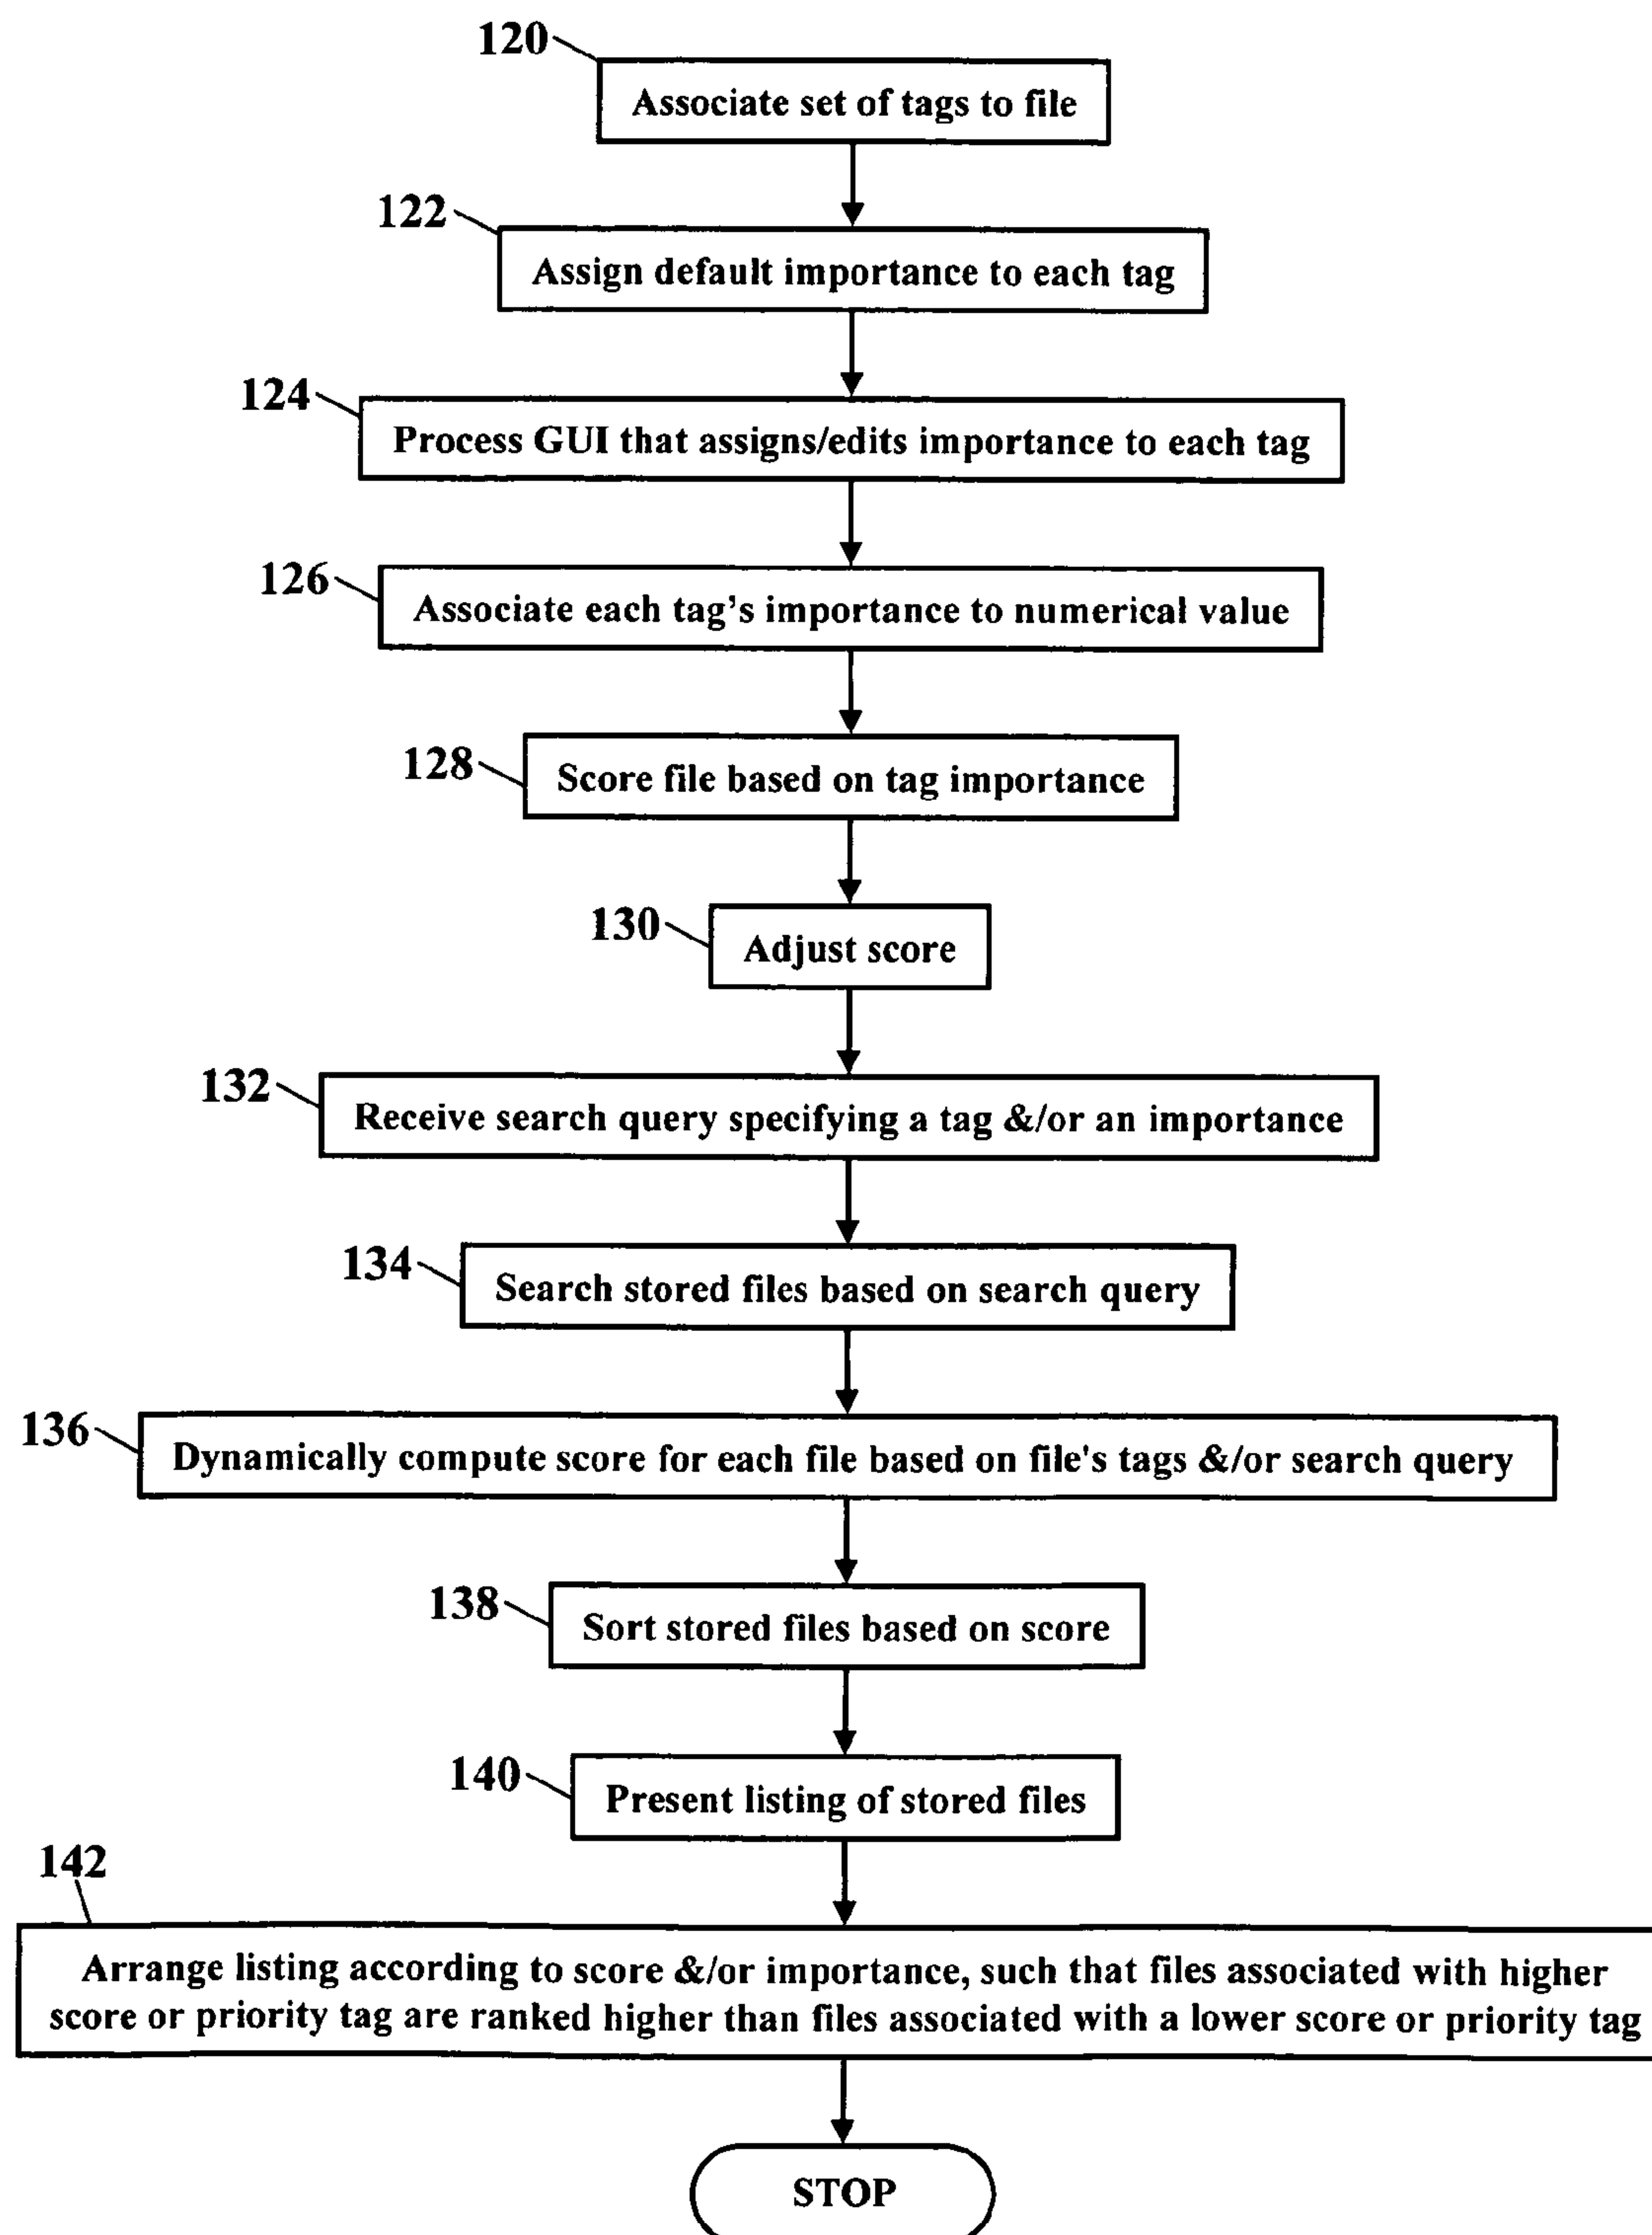 120
Associate set of tags to file
122
Assign default importance to each tag
124
Process GUI that assigns/edits importance to each tag
126
Associate each tag's importance to numerical value
128
Score file based on tag importance
130
Adjust score
132
Receive search query specifying a tag &/or an importance
134
Search stored files based on search query
136
Dynamically compute score for each file based on file's tags &/or search query
138
Sort stored files based on score
140
Present listing of stored files
142
Arrange listing according to score &/or importance, such that files associated with higher
score or priority tag are ranked higher than files associated with a lower score or priority tag
STOP